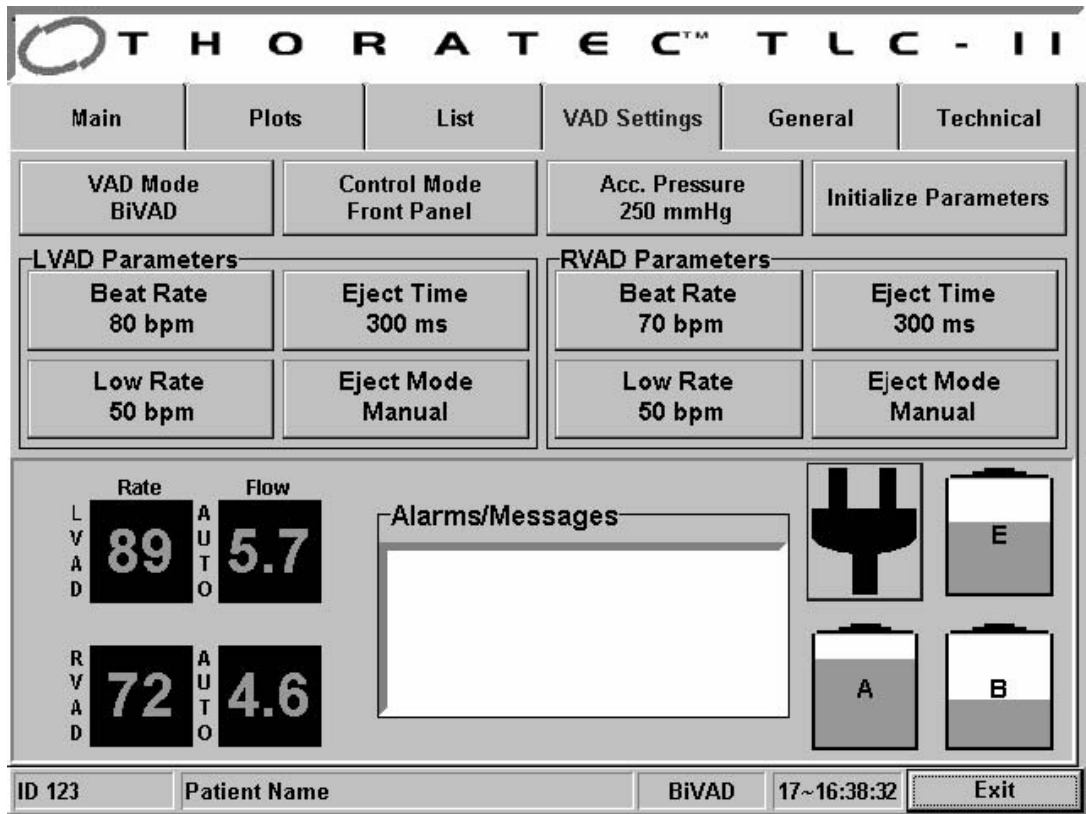 THORATEC™ TLC-II
Main Plots List VAD Settings General Technical
VAD Mode
BiVAD
Control Mode
Front Panel
Acc. Pressure
250 mmHg
Initialize Parameters
LVAD Parameters
Beat Rate
80 bpm
Eject Time
300 ms
Low Rate
50 bpm
Eject Mode
Manual
RVAD Parameters
Beat Rate
70 bpm
Eject Time
300 ms
Low Rate
50 bpm
Eject Mode
Manual
Rate Flow
LVAD 89 AUTO 5.7
RVAD 72 AUTO 4.6
Alarms/Messages
E
A B
ID 123 Patient Name BiVAD 17~16:38:32 Exit